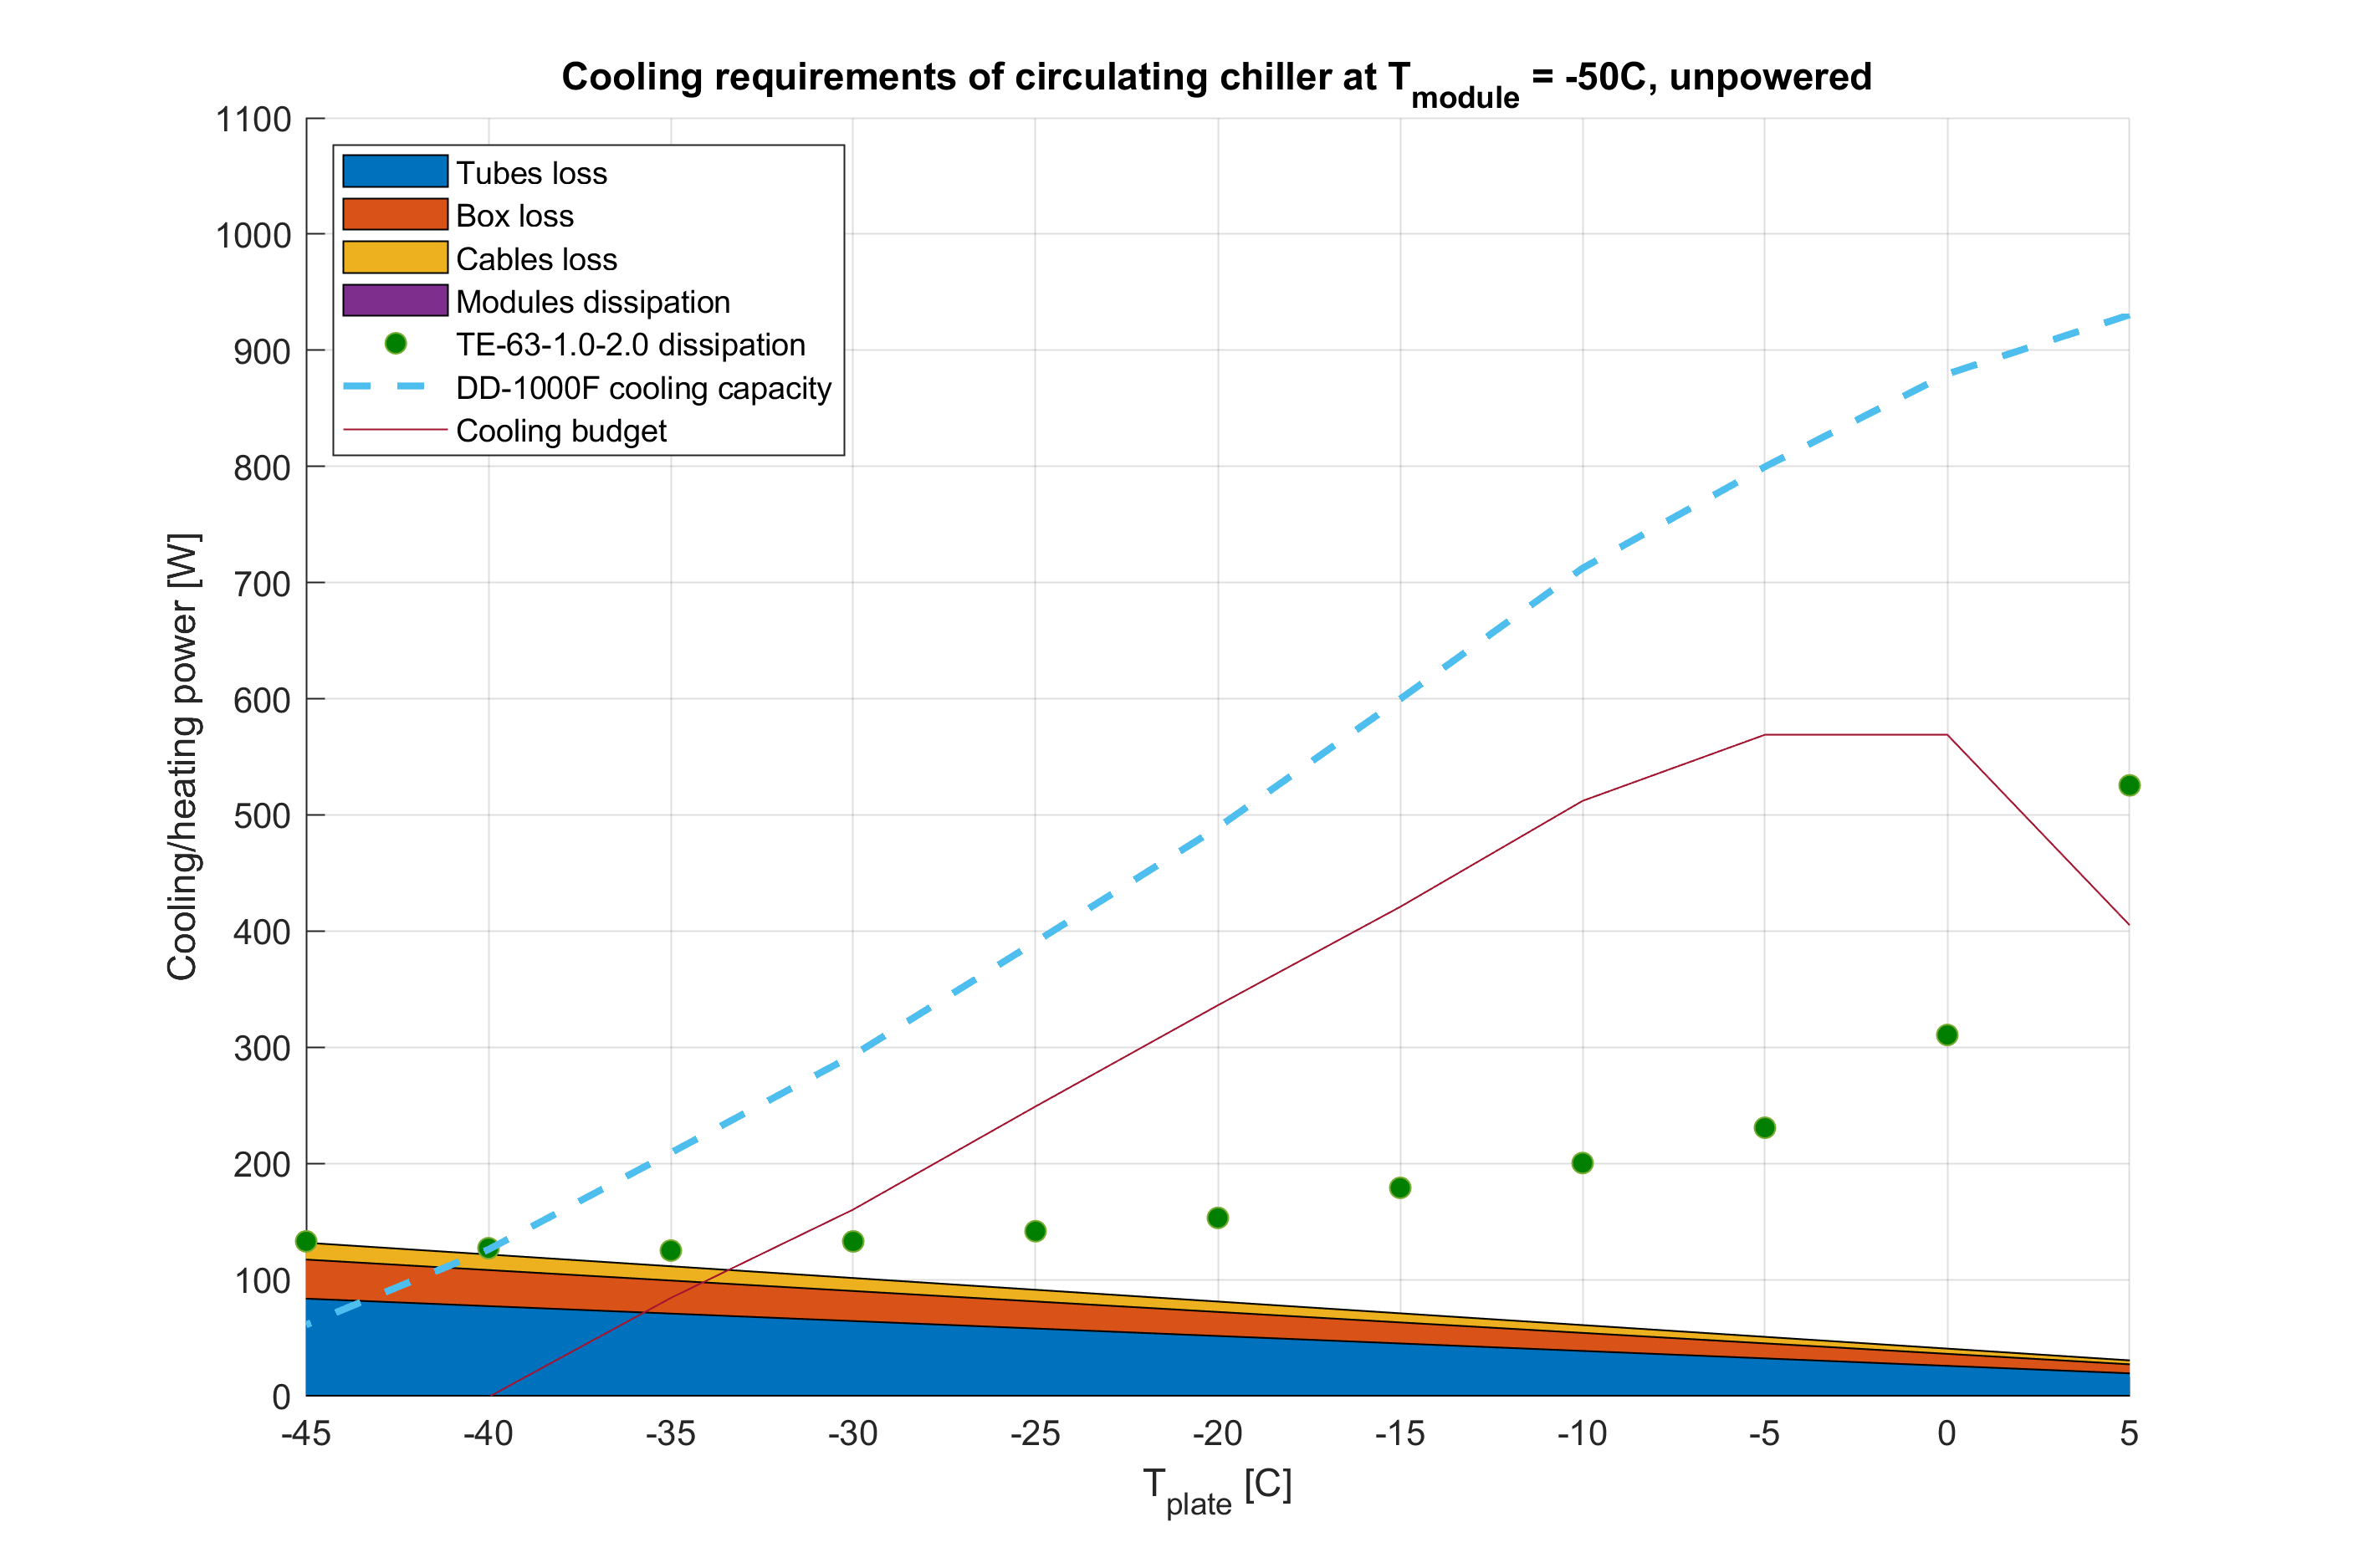 Cooling requirements of circulating chiller at T_module = -50C, unpowered
1100
1000
900
800
700
600
500
400
300
200
100
0
Cooling/heating power [W]
Tubes loss
Box loss
Cables loss
Modules dissipation
TE-63-1.0-2.0 dissipation
DD-1000F cooling capacity
Cooling budget
-45 -40 -35 -30 -25 -20 -15 -10 -5 0 5
T_plate [C]